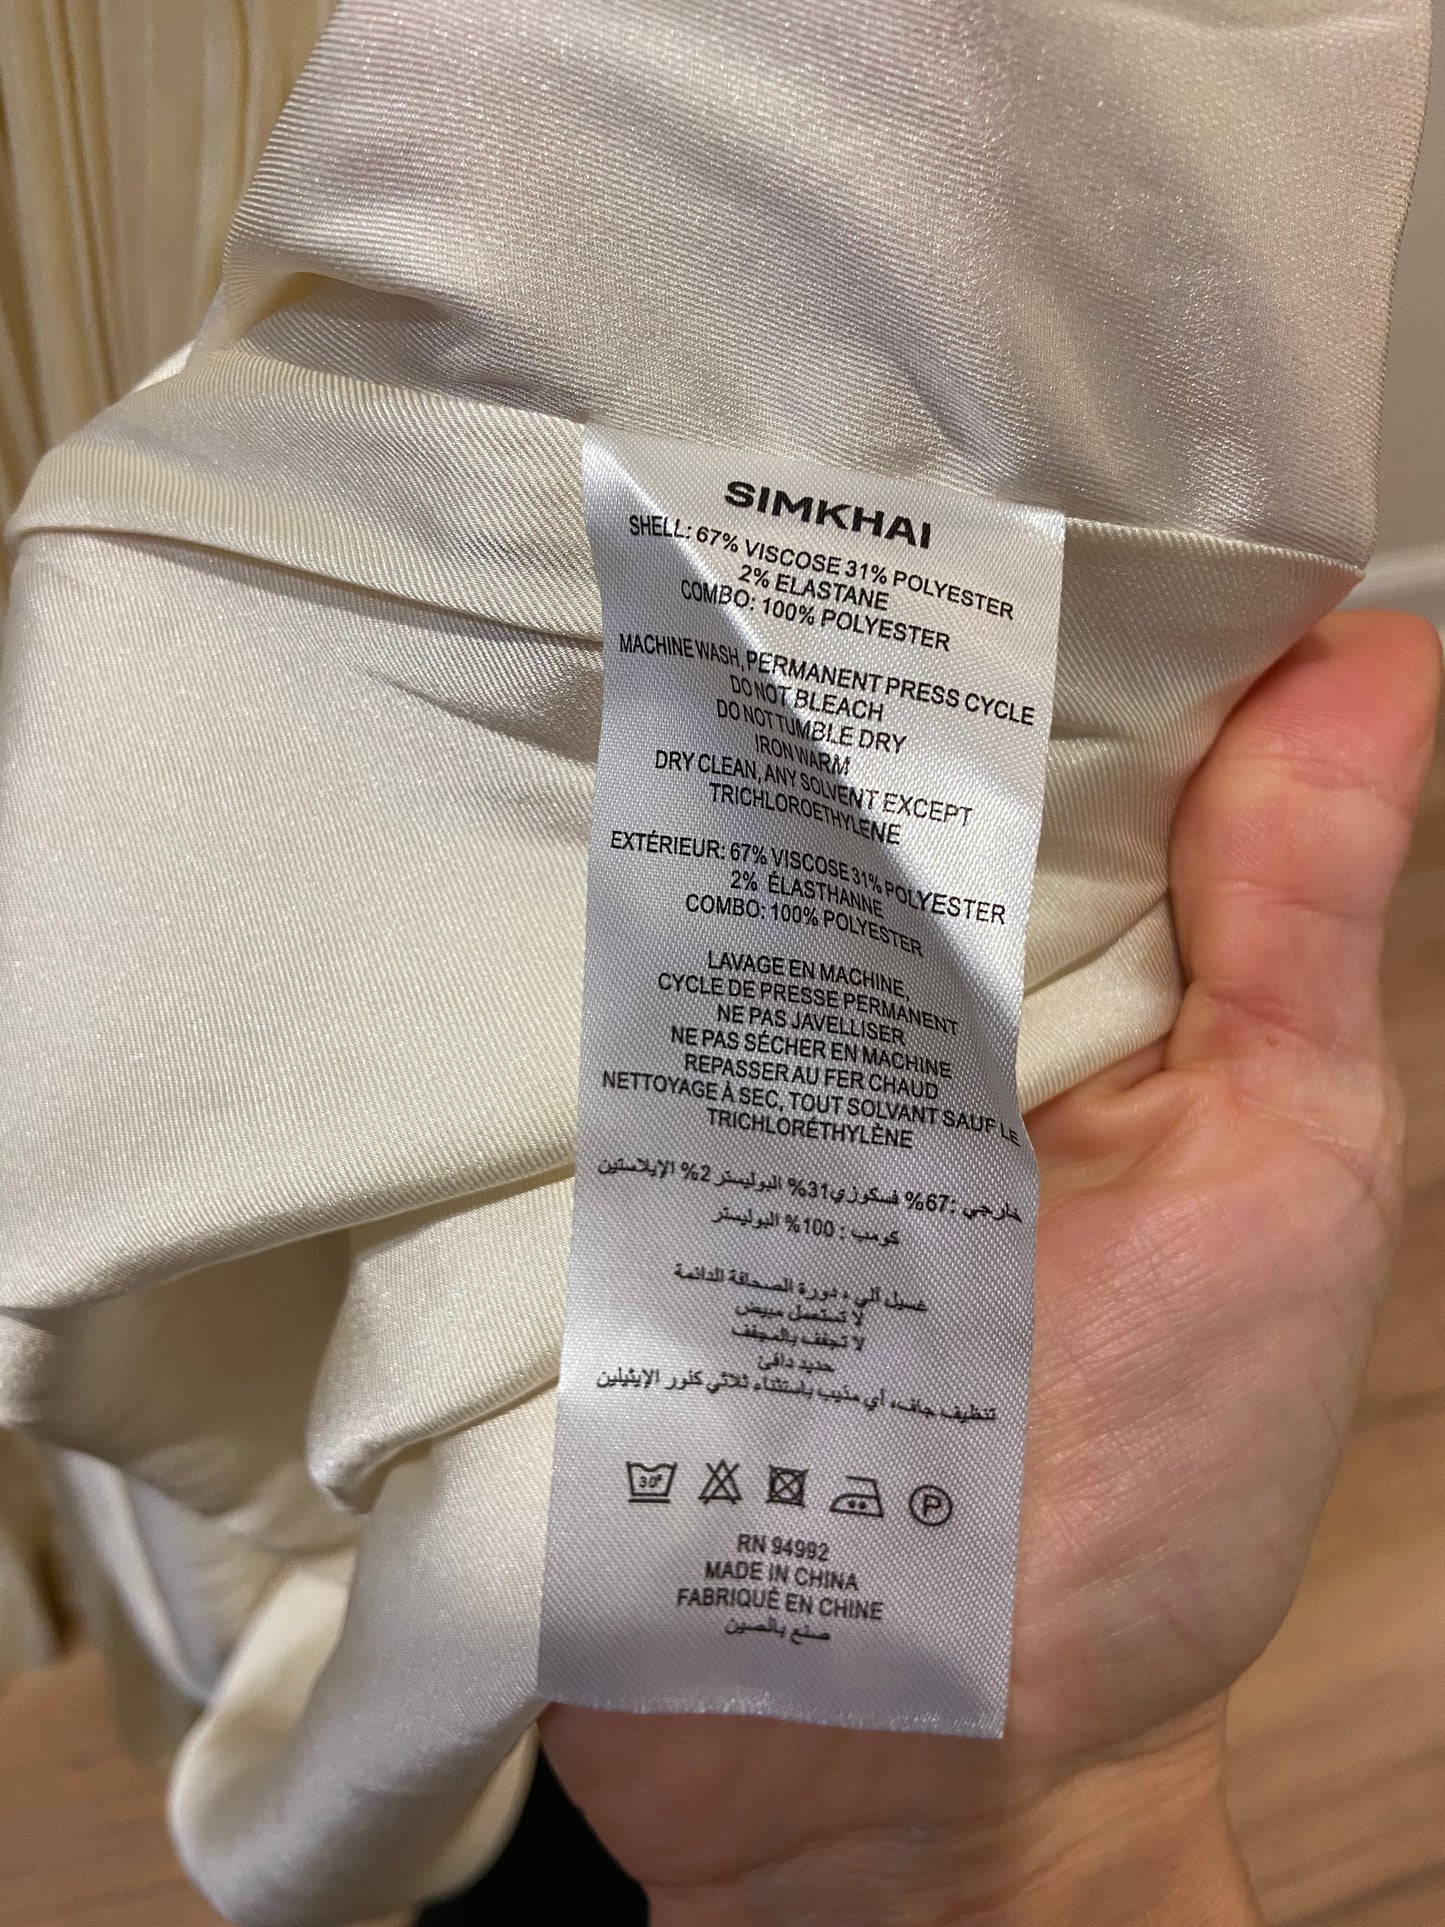 SIMKHAI
SHELL: 67% VISCOSE 31% POLYESTER
2% ELASTANE
COMBO: 100% POLYESTER
MACHINE WASH, PERMANENT PRESS CYCLE
DO NOT BLEACH
DO NOT TUMBLE DRY
IRON WARM
DRY CLEAN, ANY SOLVENT EXCEPT
TRICHLOROETHYLENE
EXTÉRIEUR: 67% VISCOSE 31% POLYESTER
2% ÉLASTHANNE
COMBO: 100% POLYESTER
LAVAGE EN MACHINE,
CYCLE DE PRESSE PERMANENT
NE PAS JAVELLISER
NE PAS SÉCHER EN MACHINE
REPASSER AU FER CHAUD
NETTOYAGE À SEC, TOUT SOLVANT SAUF LE
TRICHLORÉTHYLÈNE
خارجي :67% فسكوزي31% البوليستر 2% الإيلاستين
كومب : 100% البوليستر
غسيل آلي ، دورة الصحافة الدائمة
لا تستعمل مبيض
لا تجفف بالمجفف
حديد دافئ
تنظيف جاف، أي مذيب باستثناء ثلاثي كلور الإيثيلين
30° P
RN 94992
MADE IN CHINA
FABRIQUÉ EN CHINE
صنع بالصين